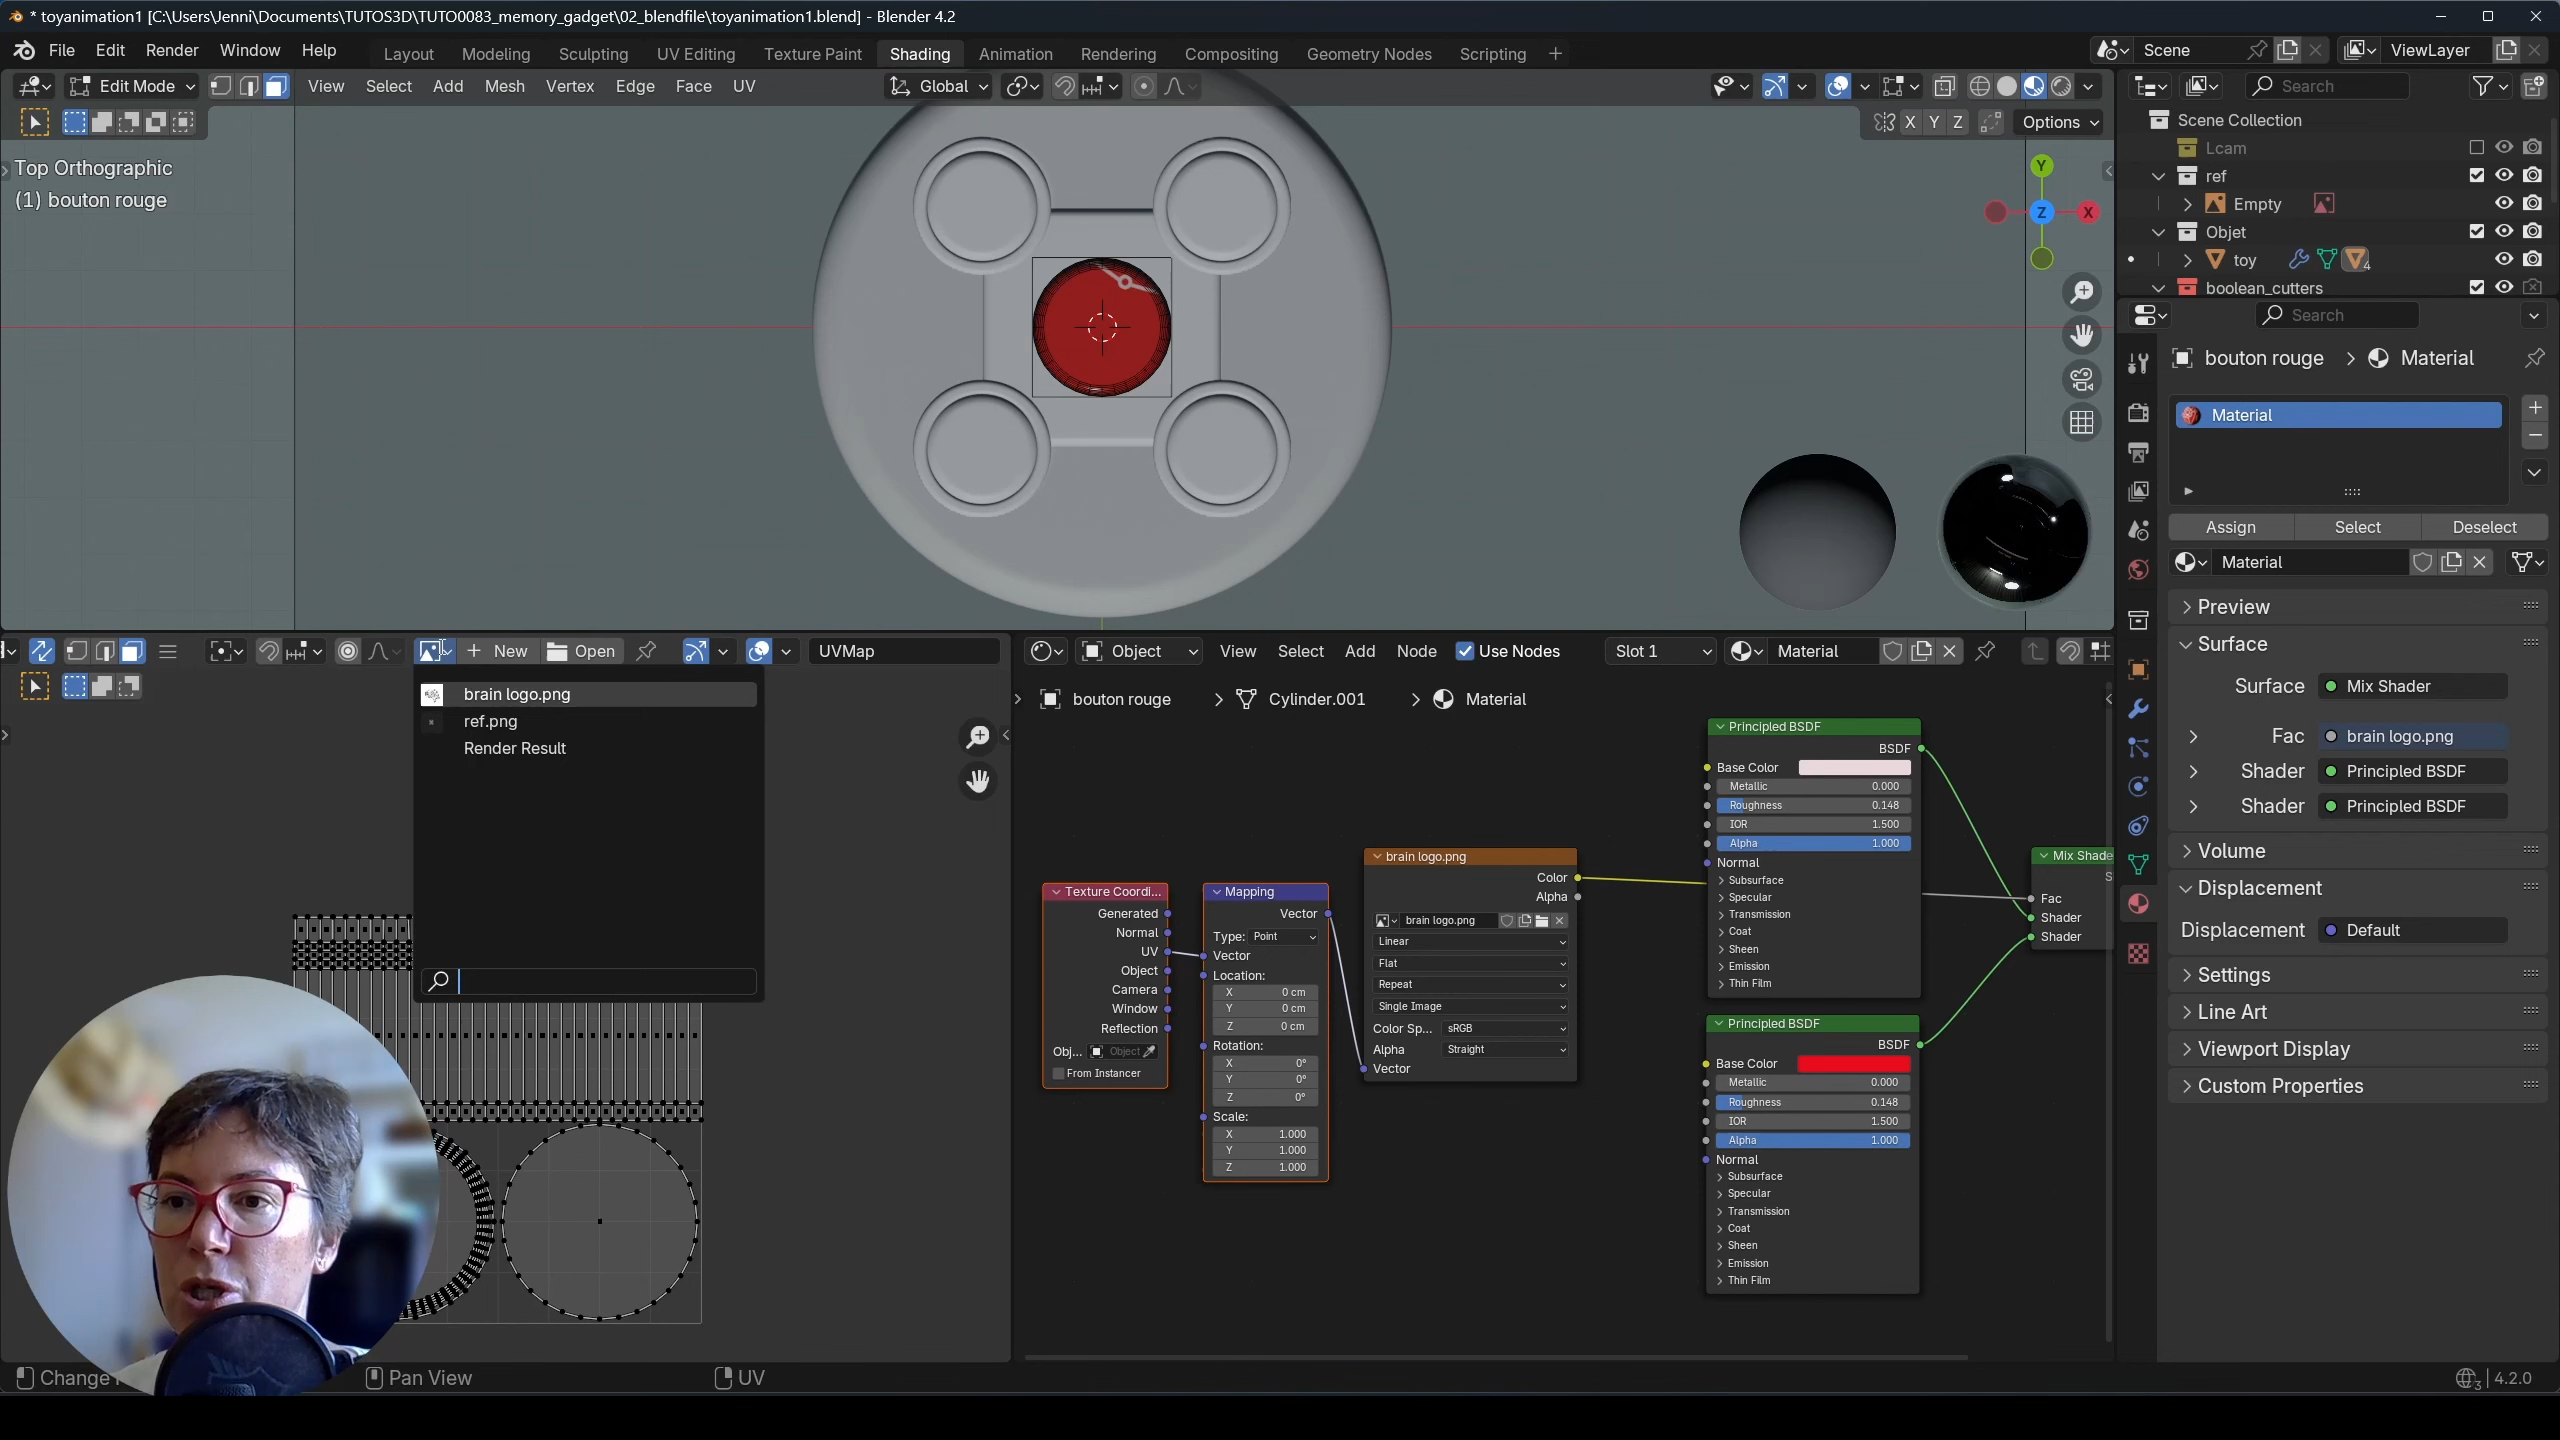 * toyanimation1 [C:\Users\Jenni\Documents\TUTOS3D\TUTO0083_memory_gadget\02_blendfile\toyanimation1.blend] - Blender 4.2
File Edit Render Window Help Layout Modeling Sculpting UV Editing Texture Paint Shading Animation Rendering Compositing Geometry Nodes Scripting + Scene ViewLayer
Edit Mode View Select Add Mesh Vertex Edge Face UV Global Search
X Y Z Options
Scene Collection
Lcam
ref
Empty
Objet
toy 4
boolean_cutters
Top Orthographic
(1) bouton rouge
Y
Z X
Search
bouton rouge > Material
Material
Assign Select Deselect
Material
Preview
Surface
Surface Mix Shader
Fac brain logo.png
Shader Principled BSDF
Shader Principled BSDF
Volume
Displacement
Displacement Default
Settings
Line Art
Viewport Display
Custom Properties
New Open UVMap
brain logo.png
ref.png
Render Result
Object View Select Add Node Use Nodes Slot 1 Material
bouton rouge > Cylinder.001 > Material
Texture Coordi...
Generated
Normal
UV
Object
Camera
Window
Reflection
Obj... Object
From Instancer
Mapping
Vector
Type: Point
Vector
Location:
X 0 cm
Y 0 cm
Z 0 cm
Rotation:
X 0°
Y 0°
Z 0°
Scale:
X 1.000
Y 1.000
Z 1.000
brain logo.png
Color
Alpha
brain logo.png
Linear
Flat
Repeat
Single Image
Color Sp... sRGB
Alpha Straight
Vector
Principled BSDF
BSDF
Base Color
Metallic 0.000
Roughness 0.148
IOR 1.500
Alpha 1.000
Normal
Subsurface
Specular
Transmission
Coat
Sheen
Emission
Thin Film
Principled BSDF
BSDF
Base Color
Metallic 0.000
Roughness 0.148
IOR 1.500
Alpha 1.000
Normal
Subsurface
Specular
Transmission
Coat
Sheen
Emission
Thin Film
Mix Shade
S
Fac
Shader
Shader
Change Pan View UV 3 4.2.0